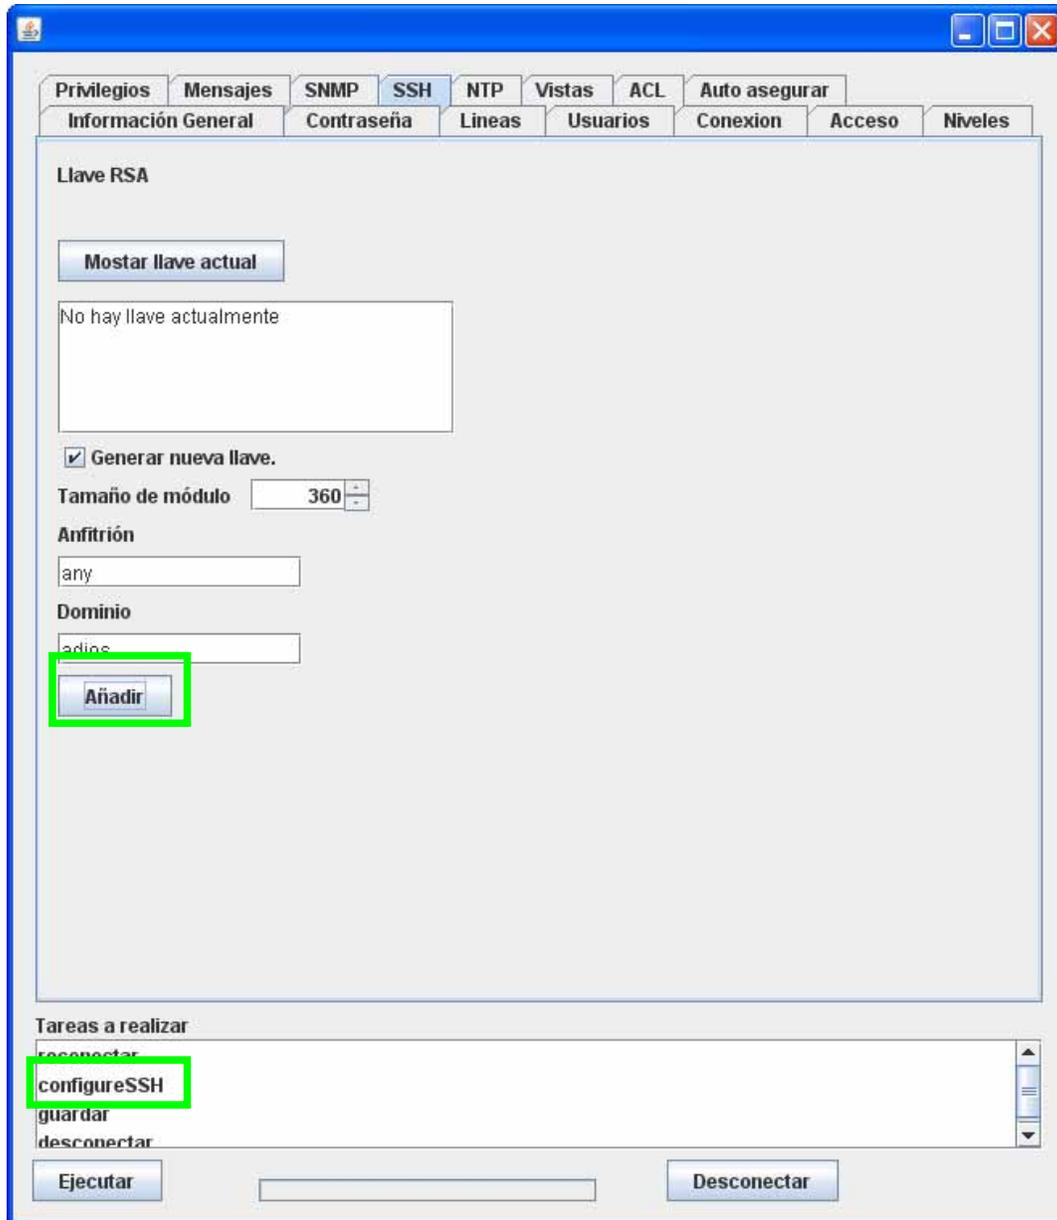 Privilegios Mensajes SNMP SSH NTP Vistas ACL Auto asegurar
Información General Contraseña Lineas Usuarios Conexion Acceso Niveles
Llave RSA
Mostar llave actual
No hay llave actualmente
Generar nueva llave.
Tamaño de módulo 360
Anfitrión
any
Dominio
adios
Añadir
Tareas a realizar
reconectar
configureSSH
guardar
desconectar
Ejecutar Desconectar